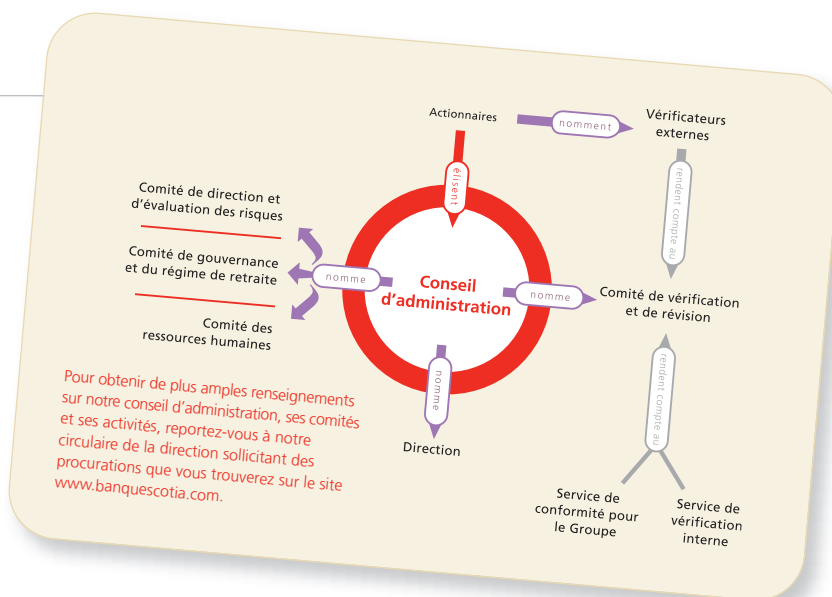 Actionnaires
nomment
Vérificateurs
externes
élisent
rendent compte au
Comité de direction et
d’évaluation des risques
Comité de gouvernance
et du régime de retraite
Comité des
ressources humaines
nomme
Conseil
d’administration
nomme
Comité de vérification
et de révision
nomme
Direction
rendent compte au
Service de
conformité pour
le Groupe
Service de
vérification
interne
Pour obtenir de plus amples renseignements
sur notre conseil d’administration, ses comités
et ses activités, reportez-vous à notre
circulaire de la direction sollicitant des
procurations que vous trouverez sur le site
www.banquescotia.com.